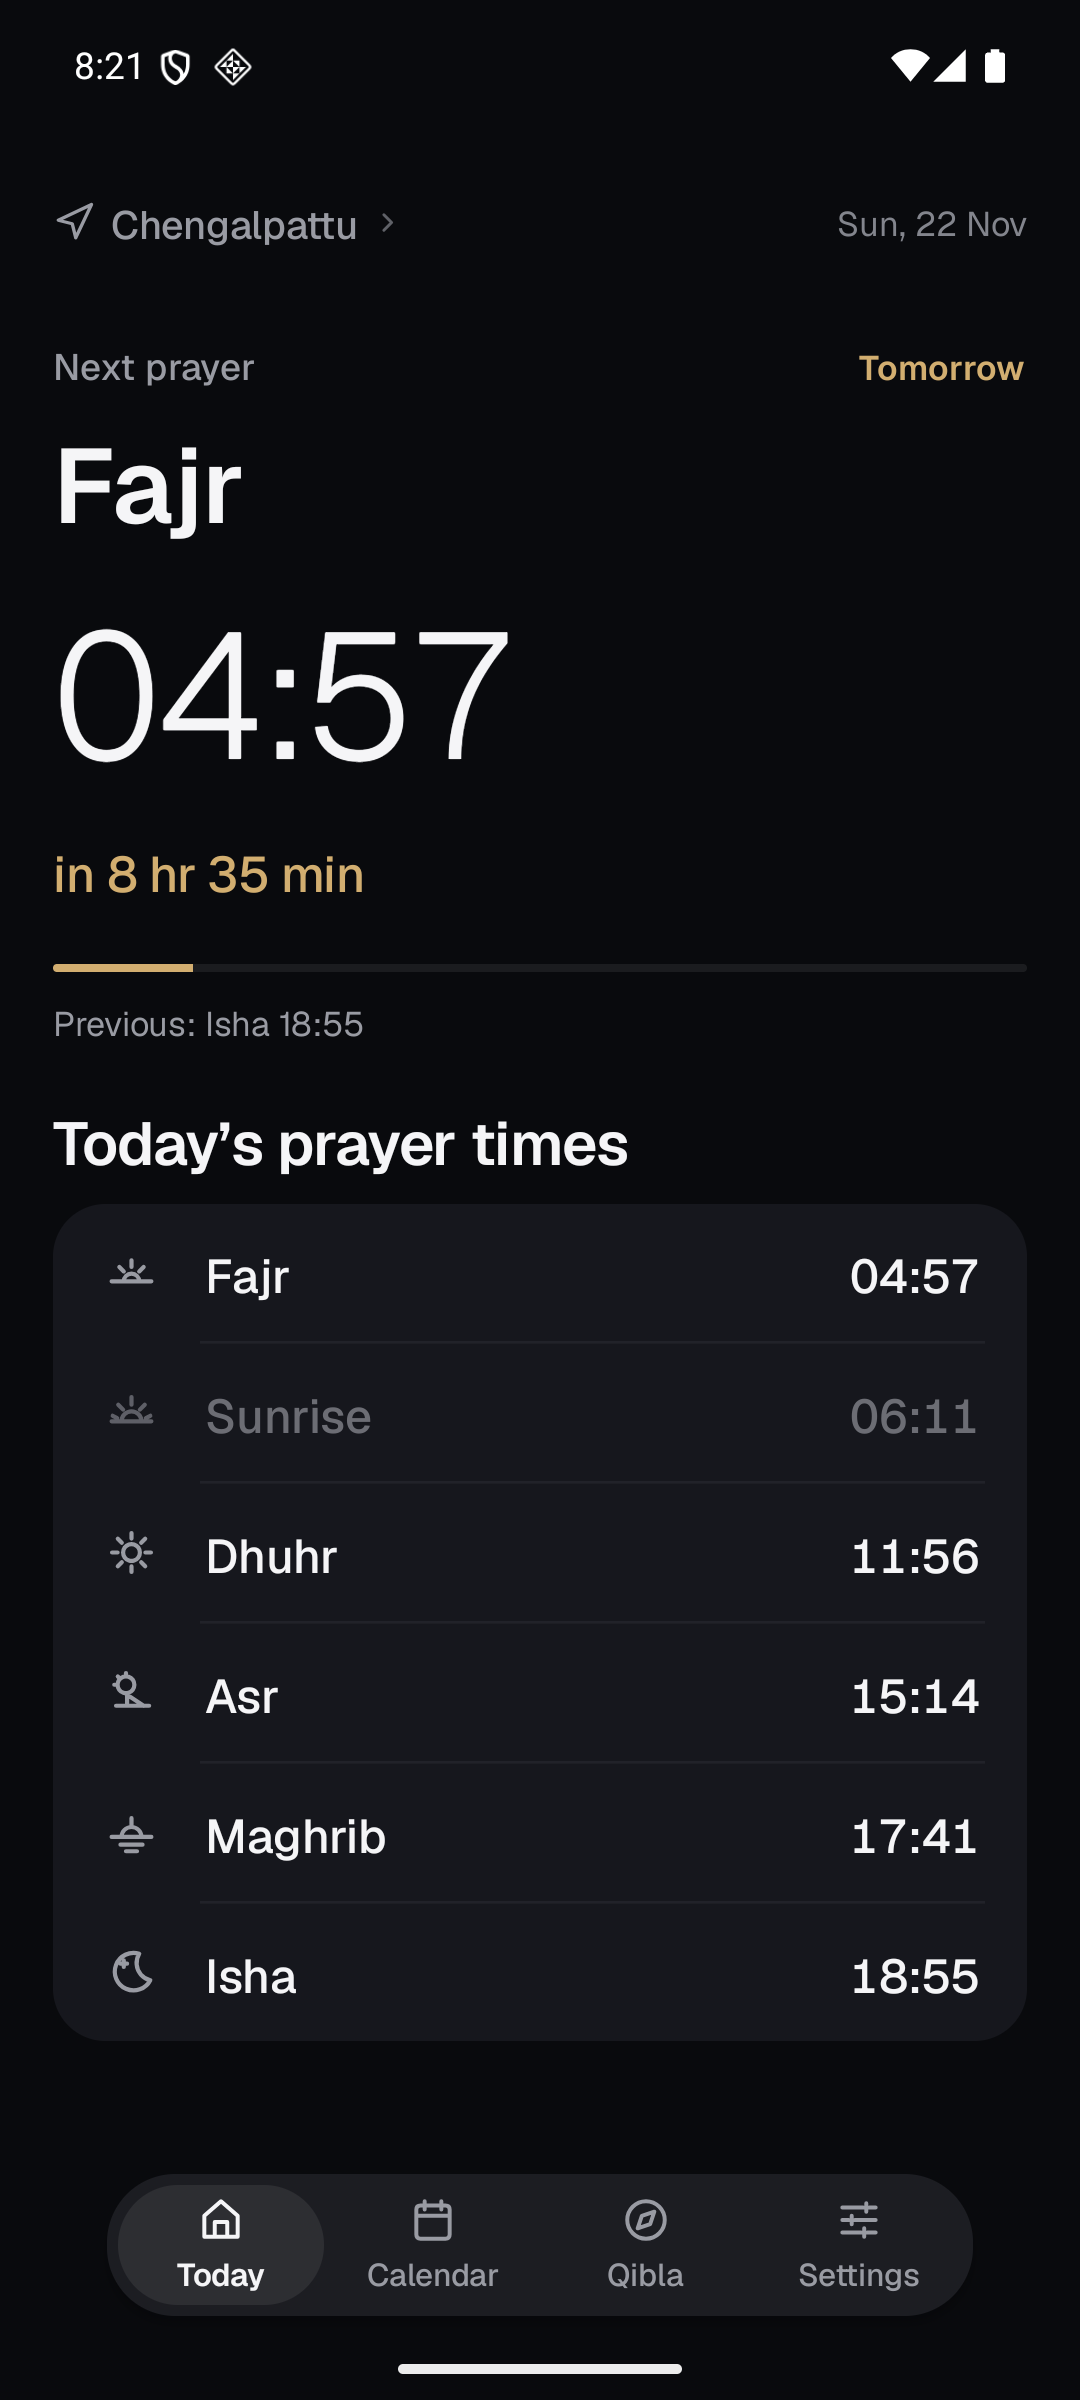 8:21
Chengalpattu
Sun, 22 Nov
Next prayer
Tomorrow
Fajr
04:57
in 8 hr 35 min
Previous: Isha 18:55
Today’s prayer times
Fajr 04:57
Sunrise 06:11
Dhuhr 11:56
Asr 15:14
Maghrib 17:41
Isha 18:55
Today Calendar Qibla Settings